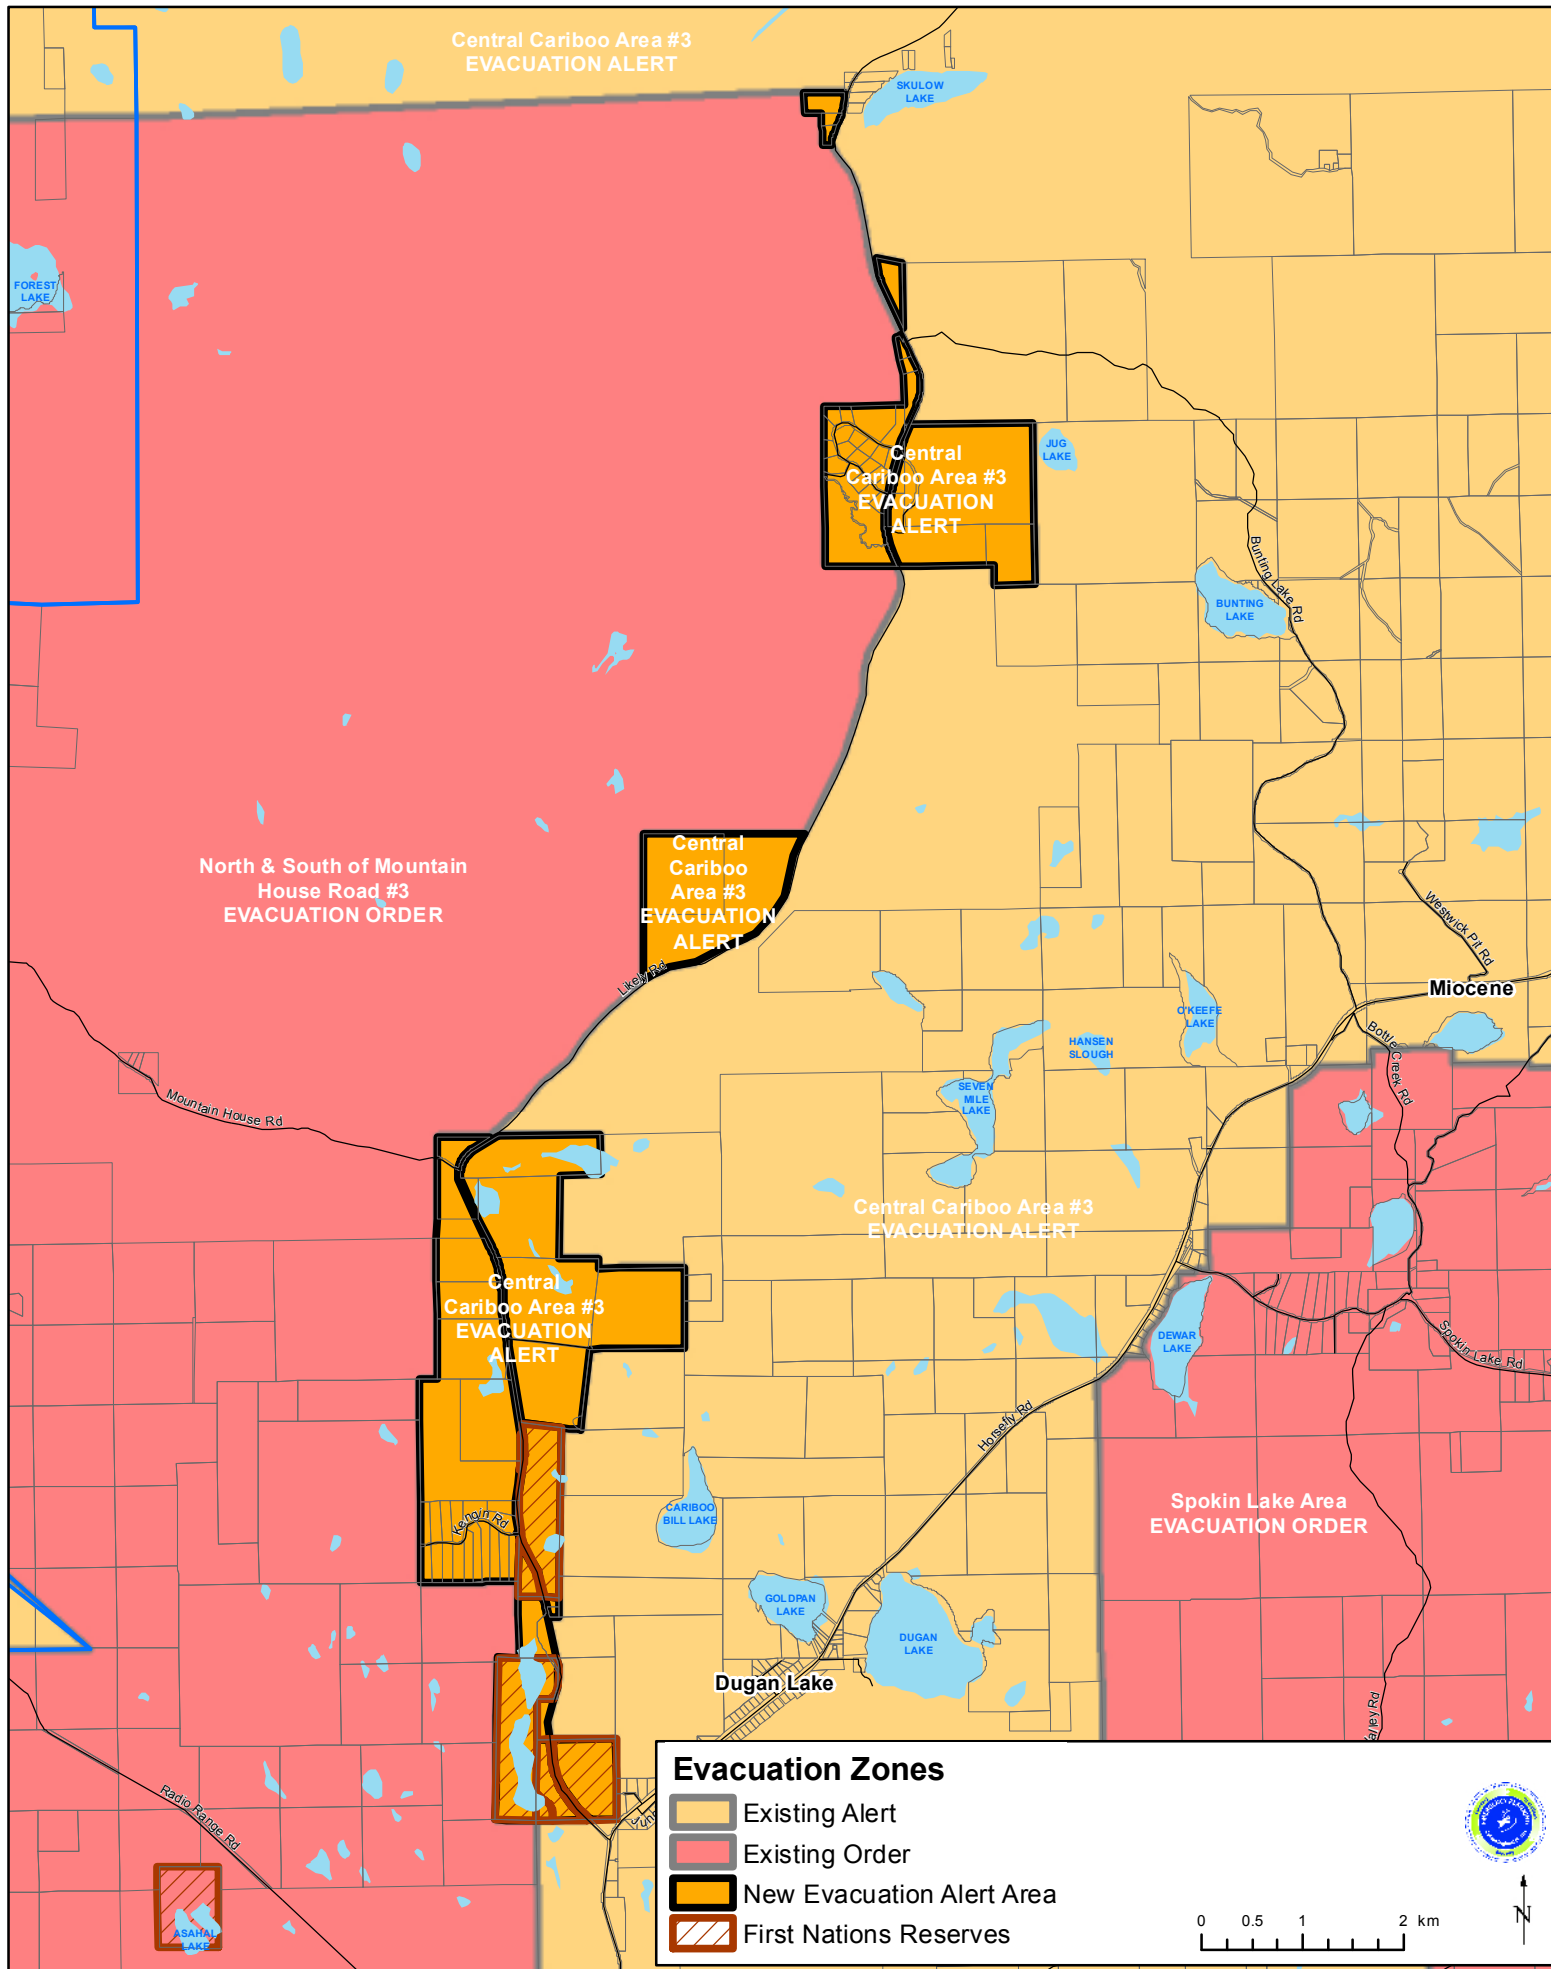 Central Cariboo Area #3
EVACUATION ALERT
SKULOW
LAKE
FOREST
LAKE
Central
Cariboo Area #3
EVACUATION
ALERT
JUG
LAKE
Bunting Lake Rd
BUNTING
LAKE
Central
Cariboo
Area #3
EVACUATION
ALERT
North & South of Mountain
House Road #3
EVACUATION ORDER
Likely Rd
Westwick Pit Rd
Miocene
O'KEEFE
LAKE
HANSEN
SLOUGH
Bottle Creek Rd
SEVEN
MILE
LAKE
Mountain House Rd
Central Cariboo Area #3
EVACUATION ALERT
Central
Cariboo Area #3
EVACUATION
ALERT
DEWAR
LAKE
Spokin Lake Rd
Horsefly Rd
CARIBOO
BILL LAKE
Spokin Lake Area
EVACUATION ORDER
Kengin Rd
GOLDPAN
LAKE
DUGAN
LAKE
Dugan Lake
Radio Range Rd
ASAHAL
LAKE
Evacuation Zones
Existing Alert
Existing Order
New Evacuation Alert Area
First Nations Reserves
0 0.5 1 2 km
N